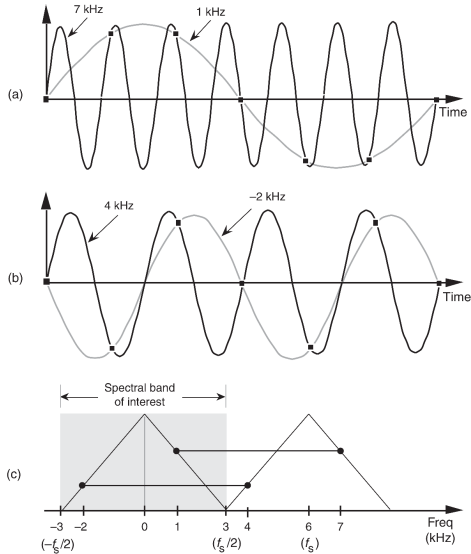 7 kHz
1 kHz
(a)
Time
4 kHz
–2 kHz
(b)
Time
Spectral band
of interest
(c)
–3 –2 0 1 3 4 6 7 Freq
(kHz)
(–fs/2) (fs/2) (fs)